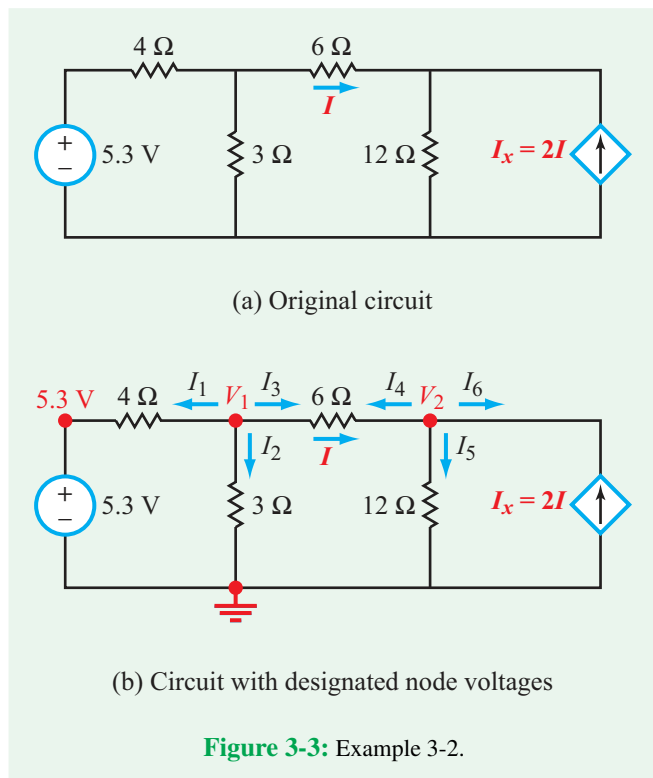 4 Ω 6 Ω
I
+
−
5.3 V 3 Ω 12 Ω Iₓ = 2I
(a) Original circuit
5.3 V 4 Ω I₁ V₁ I₃ 6 Ω I₄ V₂ I₆
I₂ I I₅
+
−
5.3 V 3 Ω 12 Ω Iₓ = 2I
(b) Circuit with designated node voltages
Figure 3-3: Example 3-2.